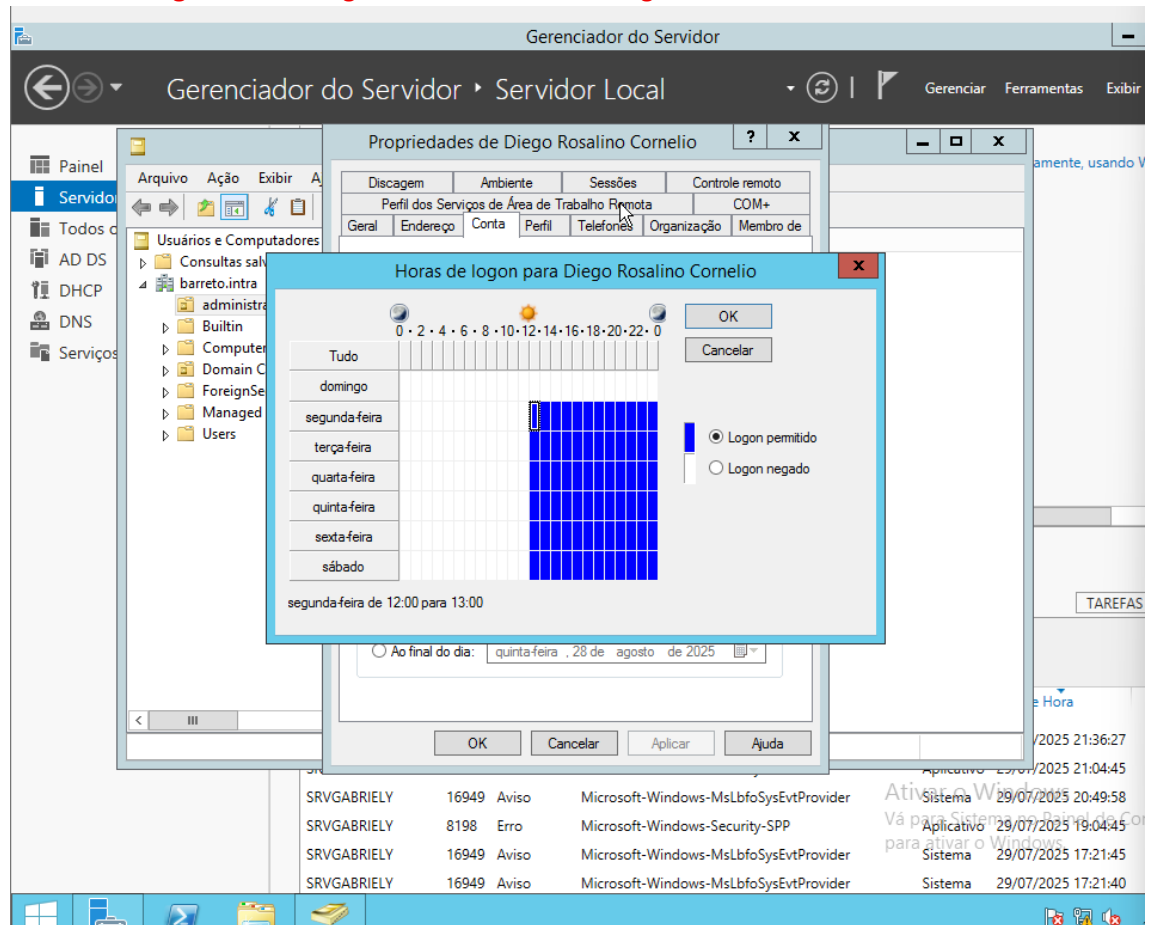 Gerenciador do Servidor
Gerenciador do Servidor ‣ Servidor Local
Gerenciar Ferramentas Exibir
Painel
AD DS
DHCP
DNS
Propriedades de Diego Rosalino Cornelio
Arquivo Ação Exibir
Usuários e Computadores
Consultas
barreto.intra
Builtin
Domain
Managed
Users
Discagem Ambiente Sessões Controle remoto
Perfil dos Serviços de Área de Trabalho Remota COM+
Geral Endereço Conta Perfil Telefones Organização Membro de
Horas de logon para Diego Rosalino Cornelio
0 · 2 · 4 · 6 · 8 · 10 · 12 · 14 · 16 · 18 · 20 · 22 · 0
OK
Cancelar
Tudo
domingo
segunda-feira
terça-feira
quarta-feira
quinta-feira
sexta-feira
sábado
Logon permitido
Logon negado
segunda-feira de 12:00 para 13:00
Ao final do dia: quinta-feira , 28 de agosto de 2025
OK Cancelar Aplicar Ajuda
amente, usando
TAREFAS
e Hora
/2025 21:36:27
Aplicativo 29/07/2025 21:04:45
SRVGABRIELY 16949 Aviso Microsoft-Windows-MsLbfoSysEvtProvider Sistema 29/07/2025 20:49:58
SRVGABRIELY 8198 Erro Microsoft-Windows-Security-SPP Aplicativo 29/07/2025 19:04:45
SRVGABRIELY 16949 Aviso Microsoft-Windows-MsLbfoSysEvtProvider Sistema 29/07/2025 17:21:45
SRVGABRIELY 16949 Aviso Microsoft-Windows-MsLbfoSysEvtProvider Sistema 29/07/2025 17:21:40
Ativar o Windows
Vá para Sistema no Painel de
para ativar o Windows.